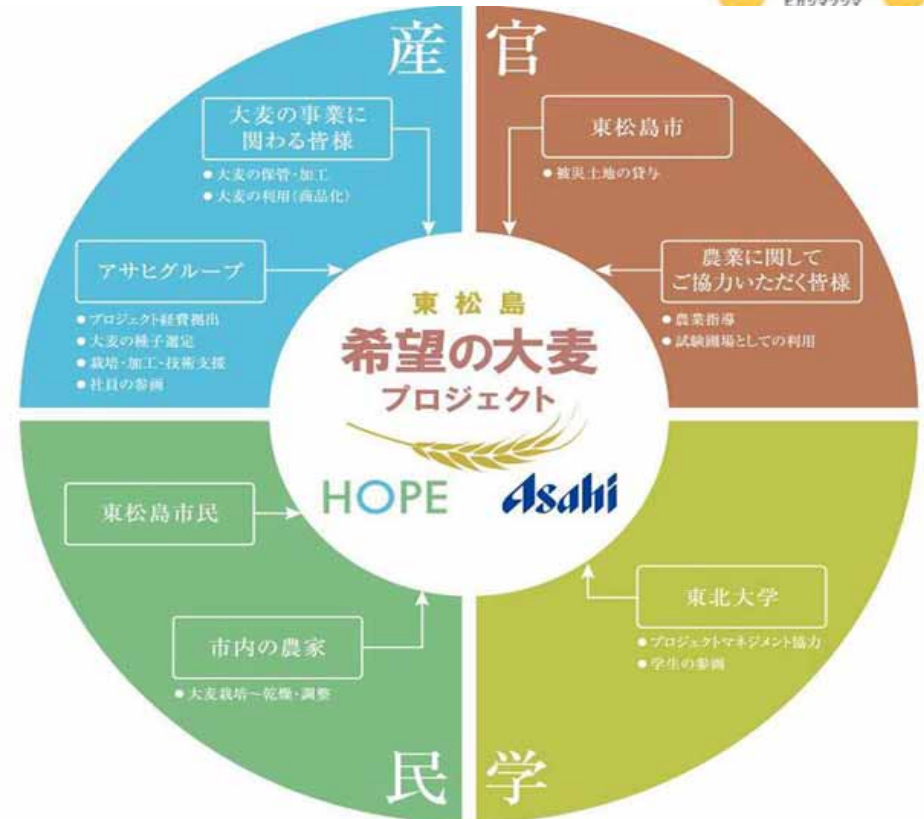 ヒガシマツシマ
産
官
大麦の事業に
関わる皆様
●大麦の保管・加工
●大麦の利用(商品化)
アサヒグループ
●プロジェクト経費拠出
●大麦の種子選定
●栽培・加工・技術支援
●社員の参画
東松島市
●被災土地の貸与
農業に関して
ご協力いただく皆様
●農業指導
●試験圃場としての利用
東松島
希望の大麦
プロジェクト
HOPE
Asahi
東松島市民
市内の農家
●大麦栽培～乾燥・調整
東北大学
●プロジェクトマネジメント協力
●学生の参画
民
学